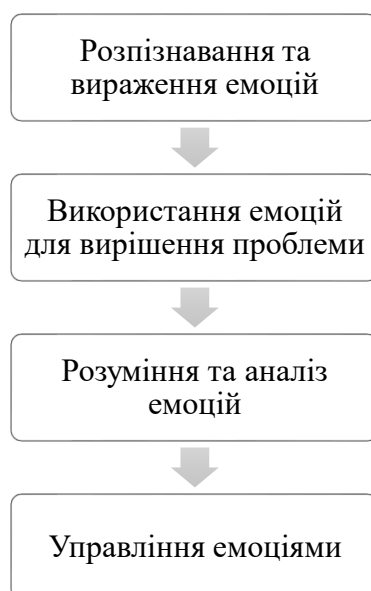 Розпізнавання та
вираження емоцій
Використання емоцій
для вирішення проблеми
Розуміння та аналіз
емоцій
Управління емоціями